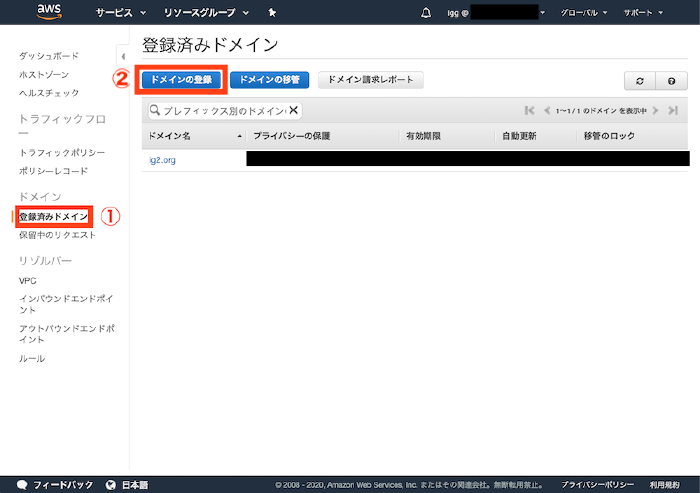 aws
サービス
リソースグループ
igg @
グローバル
サポート
ダッシュボード
ホストゾーン
ヘルスチェック
トラフィックフロ
ー
トラフィックポリシー
ポリシーレコード
ドメイン
登録済みドメイン
①
保留中のリクエスト
リゾルバー
VPC
インバウンドエンドポイ
ント
アウトバウンドエンドポ
イント
ルール
登録済みドメイン
②
ドメインの登録
ドメインの移管
ドメイン請求レポート
プレフィックス別のドメイン
1〜1 / 1 のドメイン を表示中
ドメイン名 プライバシーの保護 有効期限 自動更新 移管のロック
ig2.org
フィードバック
日本語
© 2008 - 2020, Amazon Web Services, Inc. またはその関連会社。無断転用禁止。
プライバシーポリシー
利用規約